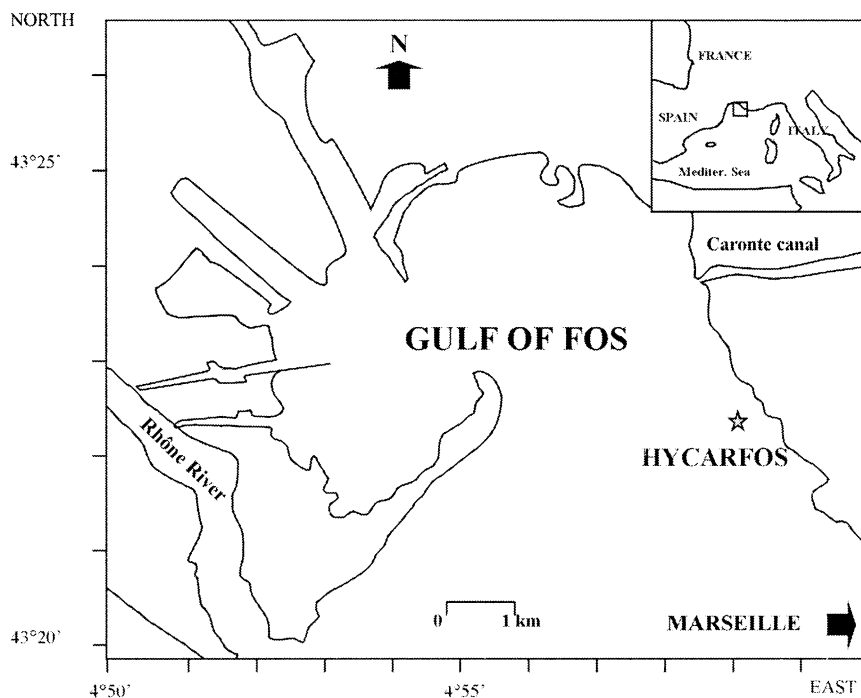 NORTH
N
FRANCE
SPAIN
ITALY
Mediter. Sea
43°25'
Caronte canal
GULF OF FOS
Rhône River
HYCARFOS
0 1 km
MARSEILLE
43°20'
4°50'
4°55'
EAST